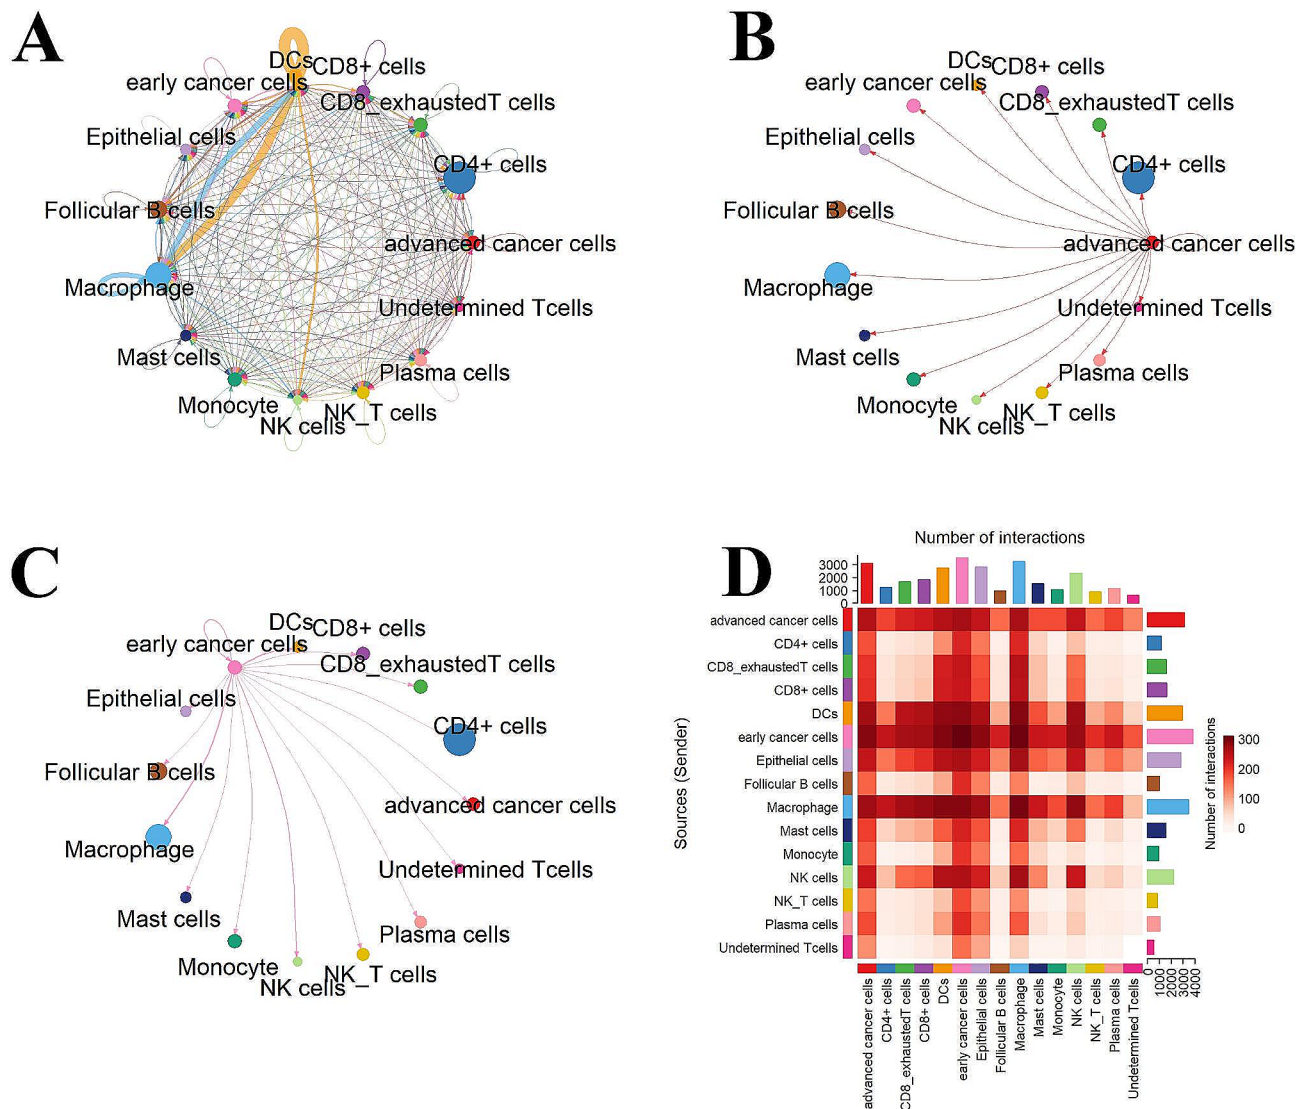 A
DCs
CD8+ cells
early cancer cells
CD8_exhaustedT cells
Epithelial cells
CD4+ cells
Follicular B cells
advanced cancer cells
Macrophage
Undetermined Tcells
Mast cells
Plasma cells
Monocyte
NK_T cells
NK cells
B
DCs
CD8+ cells
early cancer cells
CD8_exhaustedT cells
Epithelial cells
CD4+ cells
Follicular B cells
advanced cancer cells
Macrophage
Undetermined Tcells
Mast cells
Plasma cells
Monocyte
NK_T cells
NK cells
C
DCs
CD8+ cells
early cancer cells
CD8_exhaustedT cells
Epithelial cells
CD4+ cells
Follicular B cells
advanced cancer cells
Macrophage
Undetermined Tcells
Mast cells
Plasma cells
Monocyte
NK_T cells
NK cells
D
Number of interactions
3000
2000
1000
0
advanced cancer cells
CD4+ cells
CD8_exhaustedT cells
CD8+ cells
DCs
early cancer cells
Epithelial cells
Follicular B cells
Macrophage
Mast cells
Monocyte
NK cells
NK_T cells
Plasma cells
Undetermined Tcells
Sources (Sender)
advanced cancer cells
CD4+ cells
CD8_exhaustedT cells
CD8+ cells
DCs
early cancer cells
Epithelial cells
Follicular B cells
Macrophage
Mast cells
Monocyte
NK cells
NK_T cells
Plasma cells
Undetermined Tcells
0
1000
2000
3000
4000
Number of interactions
300
200
100
0